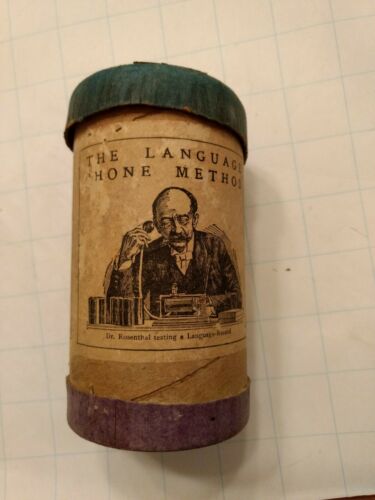 THE LANGUAGE
PHONE METHOD
Dr. Rosenthal testing a Language-Record